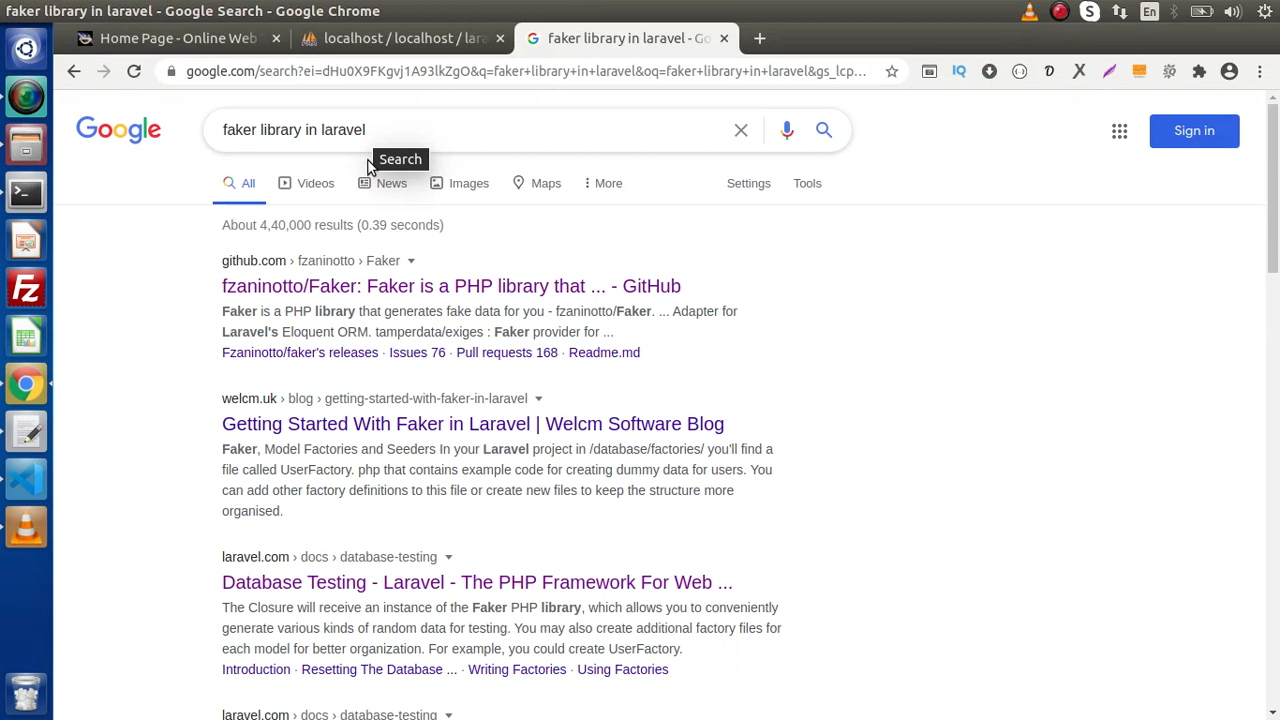 faker library in laravel - Google Search - Google Chrome
S
En
Home Page - Online Web
localhost / localhost / lara
faker library in laravel - Go
google.com/search?ei=dHu0X9FKgvj1A93lkZgO&q=faker+library+in+laravel&oq=faker+library+in+laravel&gs_lcp...
IQ
Google
faker library in laravel
Sign in
Search
All
Videos
News
Images
Maps
More
Settings
Tools
About 4,40,000 results (0.39 seconds)
github.com › fzaninotto › Faker
fzaninotto/Faker: Faker is a PHP library that ... - GitHub
Faker is a PHP library that generates fake data for you - fzaninotto/Faker. ... Adapter for
Laravel's Eloquent ORM. tamperdata/exiges : Faker provider for ...
Fzaninotto/faker's releases · Issues 76 · Pull requests 168 · Readme.md
welcm.uk › blog › getting-started-with-faker-in-laravel
Getting Started With Faker in Laravel | Welcm Software Blog
Faker, Model Factories and Seeders In your Laravel project in /database/factories/ you'll find a
file called UserFactory. php that contains example code for creating dummy data for users. You
can add other factory definitions to this file or create new files to keep the structure more
organised.
laravel.com › docs › database-testing
Database Testing - Laravel - The PHP Framework For Web ...
The Closure will receive an instance of the Faker PHP library, which allows you to conveniently
generate various kinds of random data for testing. You may also create additional factory files for
each model for better organization. For example, you could create UserFactory.
Introduction · Resetting The Database ... · Writing Factories · Using Factories
laravel.com › docs › database-testing